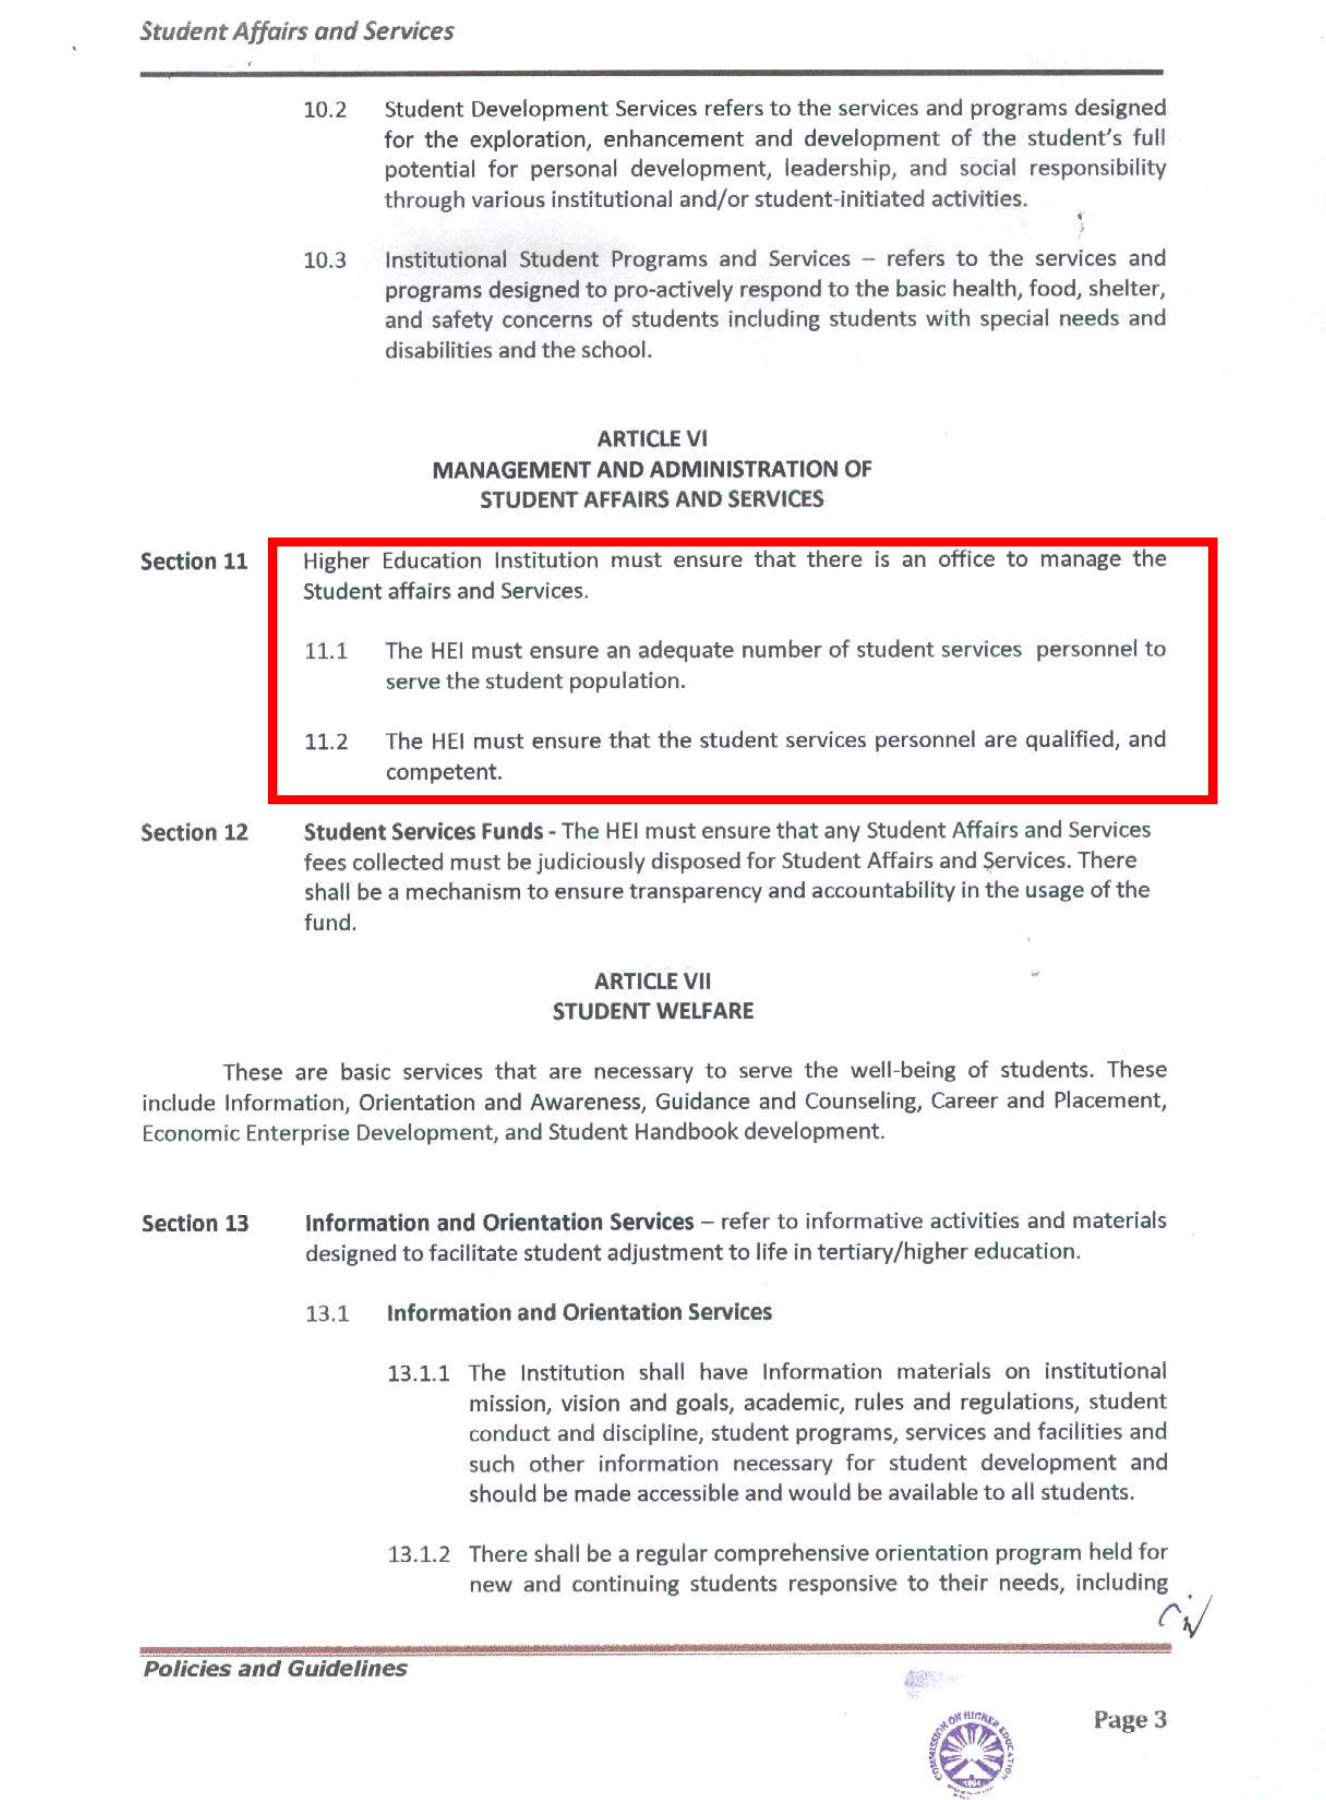 Student Affairs and Services
10.2 Student Development Services refers to the services and programs designed
for the exploration, enhancement and development of the student's full
potential for personal development, leadership, and social responsibility
through various institutional and/or student-initiated activities.
10.3 Institutional Student Programs and Services – refers to the services and
programs designed to pro-actively respond to the basic health, food, shelter,
and safety concerns of students including students with special needs and
disabilities and the school.
ARTICLE VI
MANAGEMENT AND ADMINISTRATION OF
STUDENT AFFAIRS AND SERVICES
Section 11 Higher Education Institution must ensure that there is an office to manage the
Student affairs and Services.
11.1 The HEI must ensure an adequate number of student services personnel to
serve the student population.
11.2 The HEI must ensure that the student services personnel are qualified, and
competent.
Section 12 Student Services Funds - The HEI must ensure that any Student Affairs and Services
fees collected must be judiciously disposed for Student Affairs and Services. There
shall be a mechanism to ensure transparency and accountability in the usage of the
fund.
ARTICLE VII
STUDENT WELFARE
These are basic services that are necessary to serve the well-being of students. These
include Information, Orientation and Awareness, Guidance and Counseling, Career and Placement,
Economic Enterprise Development, and Student Handbook development.
Section 13 Information and Orientation Services – refer to informative activities and materials
designed to facilitate student adjustment to life in tertiary/higher education.
13.1 Information and Orientation Services
13.1.1 The Institution shall have Information materials on institutional
mission, vision and goals, academic, rules and regulations, student
conduct and discipline, student programs, services and facilities and
such other information necessary for student development and
should be made accessible and would be available to all students.
13.1.2 There shall be a regular comprehensive orientation program held for
new and continuing students responsive to their needs, including
Policies and Guidelines
Page 3
COMMISSION ON HIGHER EDUCATION